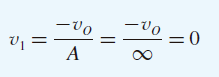 v₁ = −v_O / A = −v_O / ∞ = 0